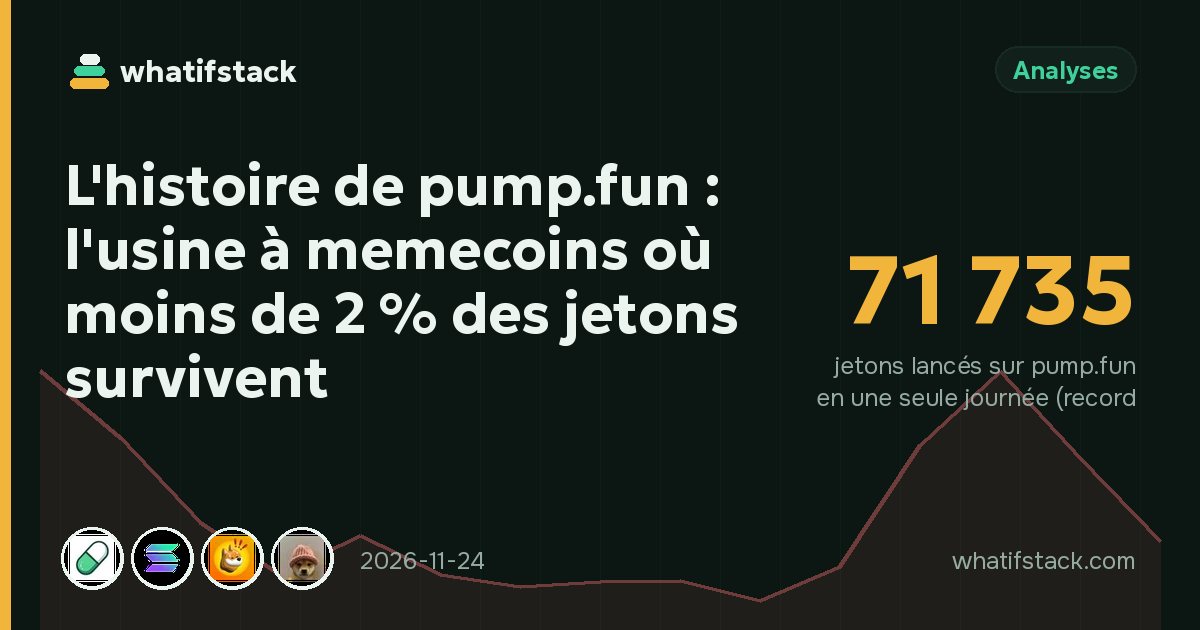 whatifstack
Analyses
L'histoire de pump.fun :
l'usine à memecoins où
moins de 2 % des jetons
survivent
71 735
jetons lancés sur pump.fun
en une seule journée (record
2026-11-24
whatifstack.com